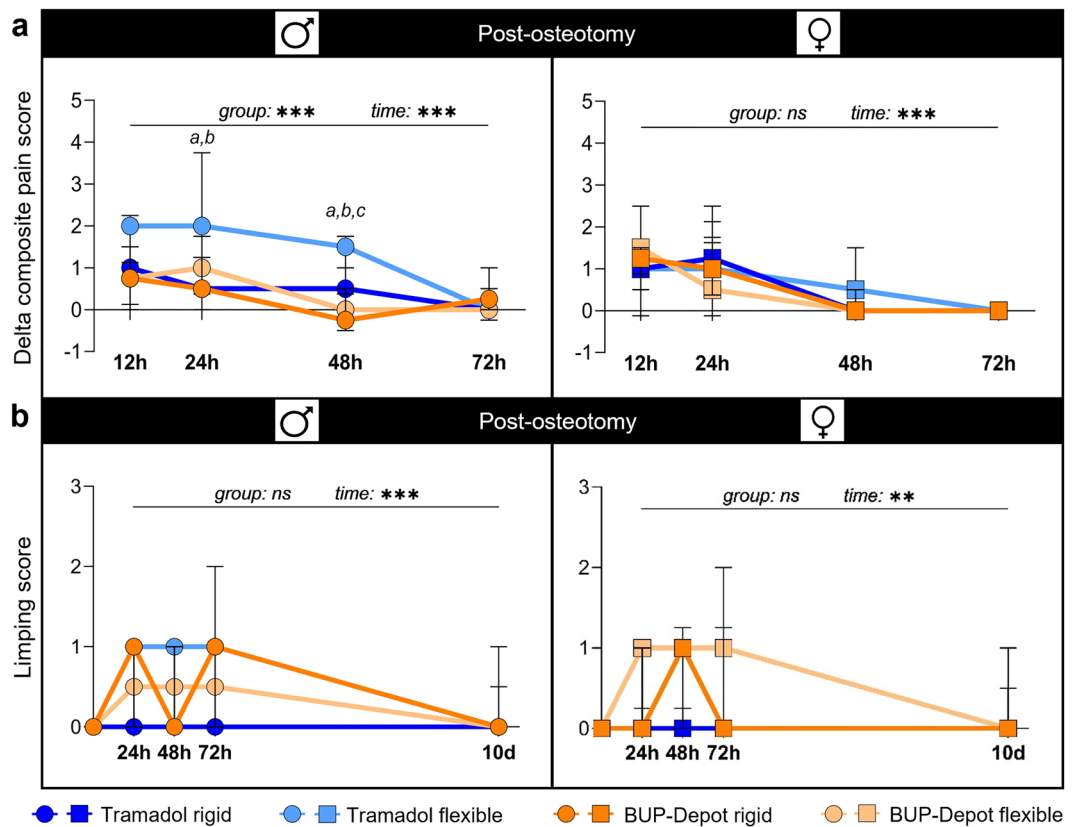 a
♂ Post-osteotomy ♀
Delta composite pain score
5
4
3
2
1
0
-1
group: ∗∗∗ time: ∗∗∗
a,b
a,b,c
12h 24h 48h 72h
5
4
3
2
1
0
-1
group: ns time: ∗∗∗
12h 24h 48h 72h
b
♂ Post-osteotomy ♀
Limping score
3
2
1
0
group: ns time: ∗∗∗
24h 48h 72h 10d
3
2
1
0
group: ns time: ∗∗
24h 48h 72h 10d
Tramadol rigid Tramadol flexible BUP-Depot rigid BUP-Depot flexible